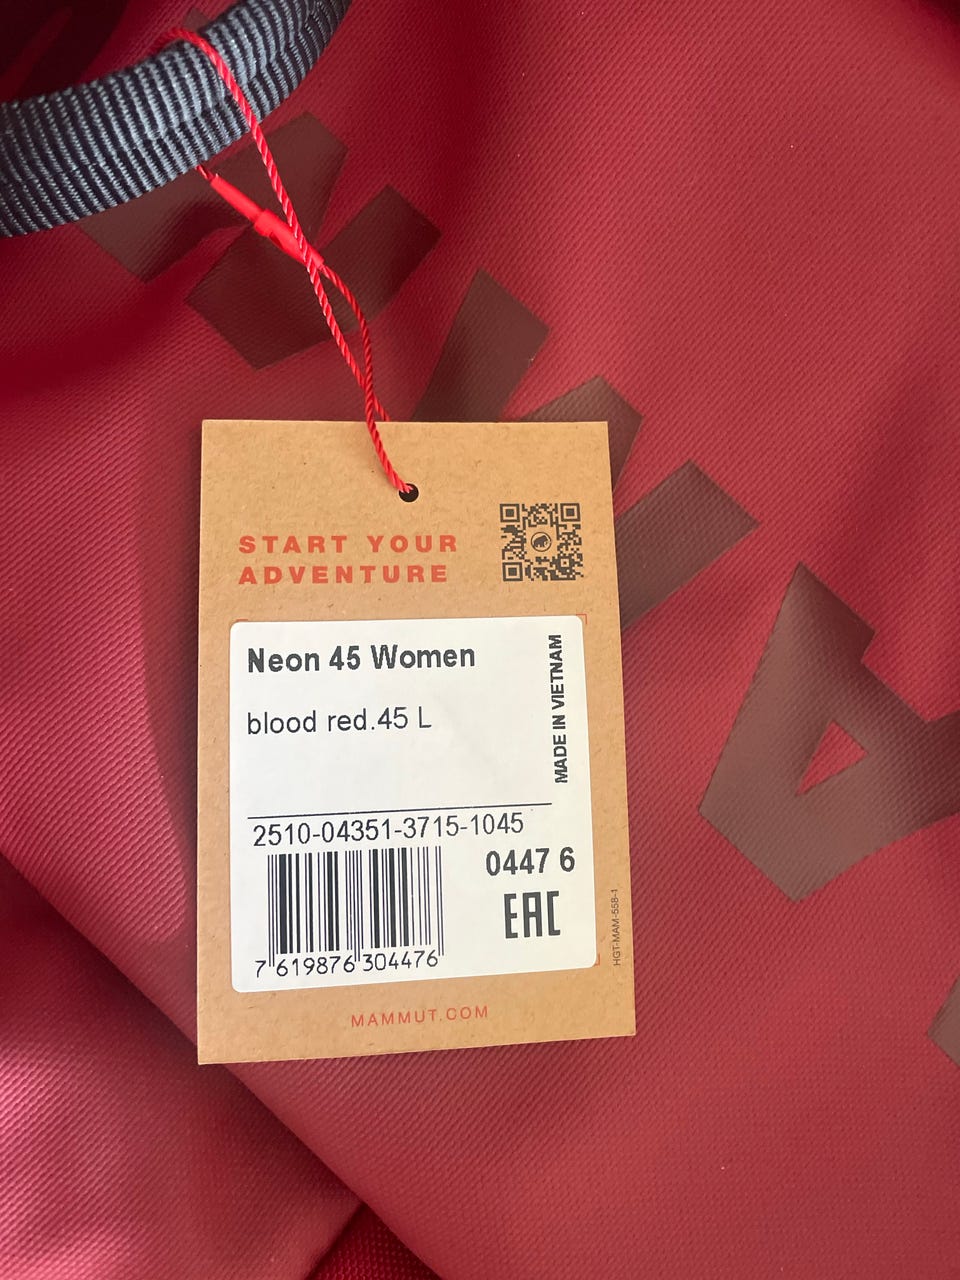 START YOUR
ADVENTURE
Neon 45 Women
blood red.45 L
MADE IN VIETNAM
2510-04351-3715-1045
0447 6
EAC
7 619876 304476
HGT-MAM-558-1
MAMMUT.COM